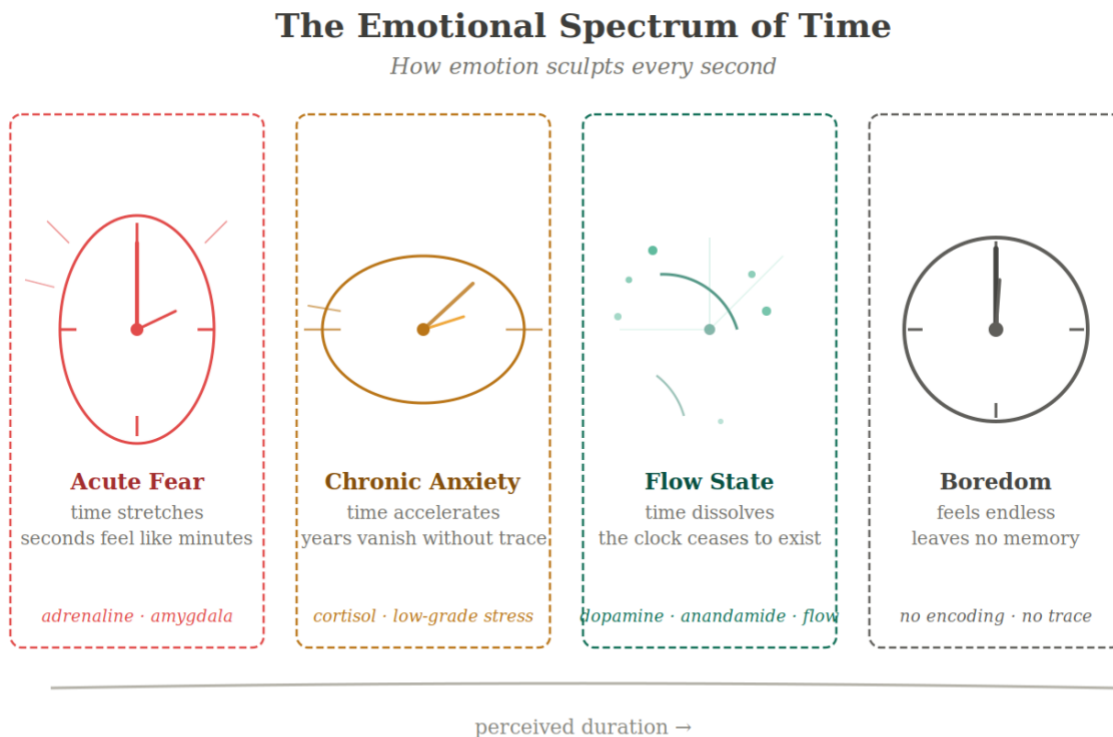 The Emotional Spectrum of Time
How emotion sculpts every second
Acute Fear
time stretches
seconds feel like minutes
adrenaline · amygdala
Chronic Anxiety
time accelerates
years vanish without trace
cortisol · low-grade stress
Flow State
time dissolves
the clock ceases to exist
dopamine · anandamide · flow
Boredom
feels endless
leaves no memory
no encoding · no trace
perceived duration →